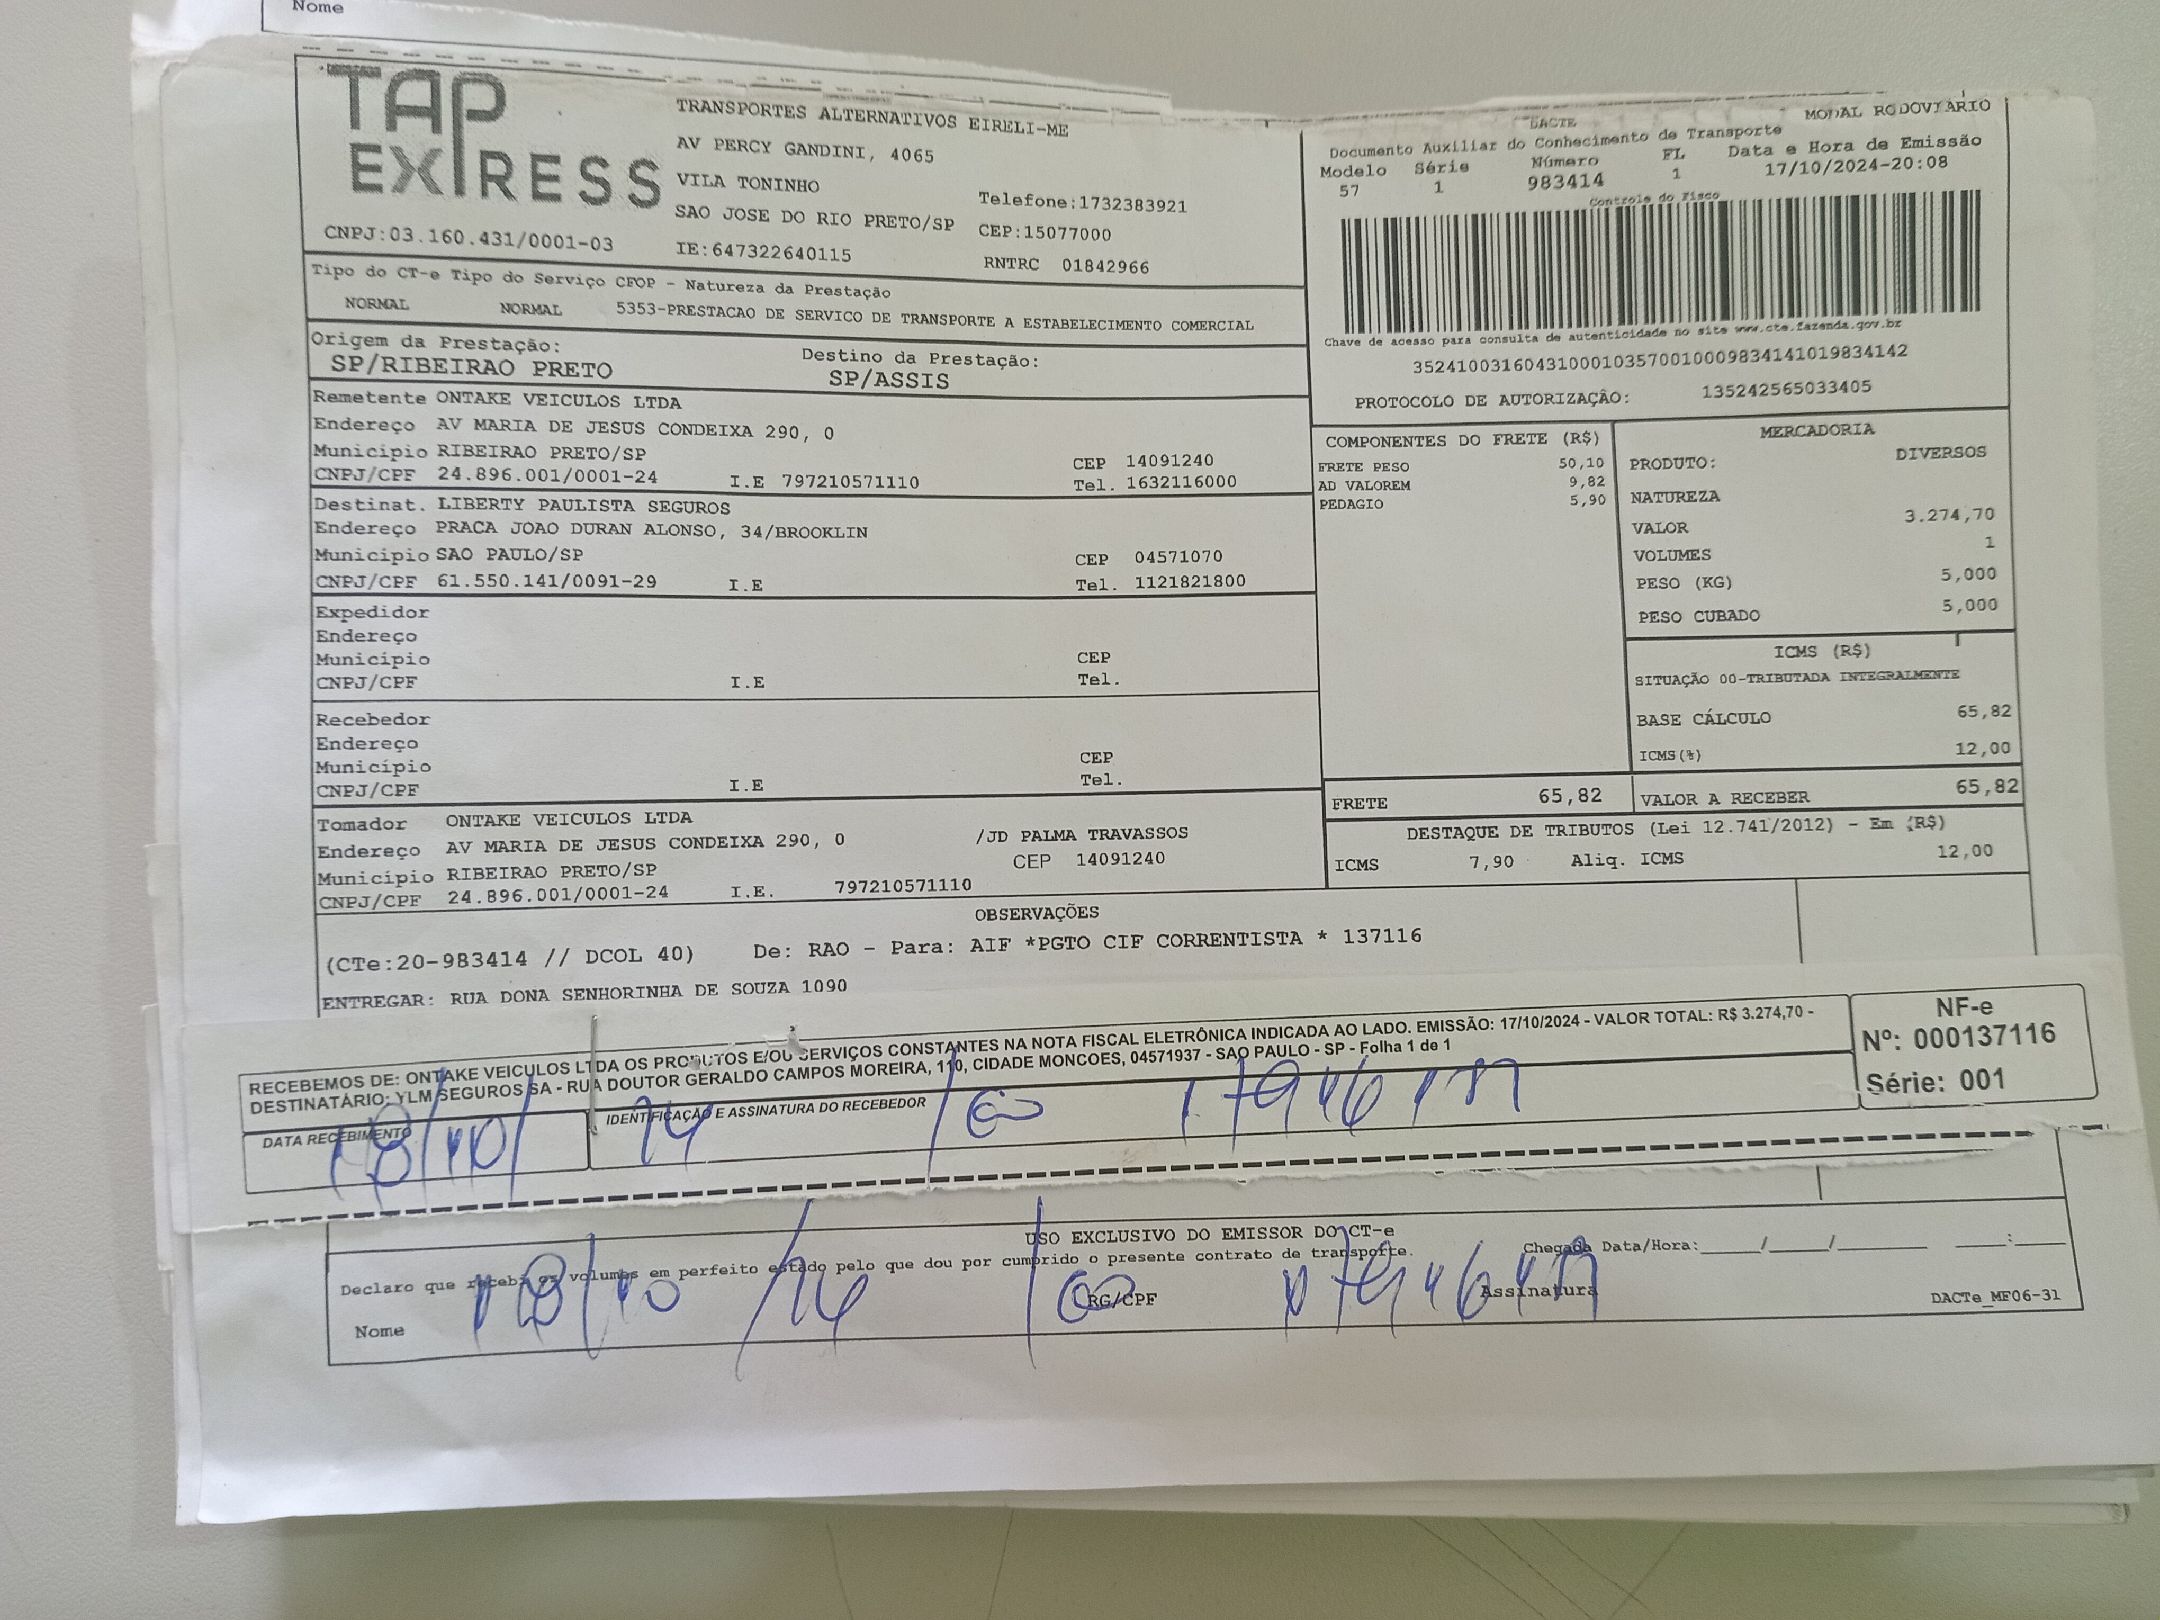 Nome
TAP EXPRESS
TRANSPORTES ALTERNATIVOS EIRELI-ME
AV PERCY GANDINI, 4065
VILA TONINHO
Telefone:1732383921
SAO JOSE DO RIO PRETO/SP CEP:15077000
CNPJ:03.160.431/0001-03 IE:647322640115 RNTRC 01842966
DACTE MODAL RODOVIÁRIO
Documento Auxiliar do Conhecimento de Transporte
Modelo Série Número FL Data e Hora de Emissão
57 1 983414 1 17/10/2024-20:08
Controle do Fisco
Chave de acesso para consulta de autenticidade no site www.cte.fazenda.gov.br
35241003160431000103570010009834141019834142
PROTOCOLO DE AUTORIZAÇÃO: 135242565033405
Tipo do CT-e Tipo do Serviço CFOP - Natureza da Prestação
NORMAL NORMAL 5353-PRESTACAO DE SERVICO DE TRANSPORTE A ESTABELECIMENTO COMERCIAL
Origem da Prestação: Destino da Prestação:
SP/RIBEIRAO PRETO SP/ASSIS
Remetente ONTAKE VEICULOS LTDA
Endereço AV MARIA DE JESUS CONDEIXA 290, 0
Município RIBEIRAO PRETO/SP CEP 14091240
CNPJ/CPF 24.896.001/0001-24 I.E 797210571110 Tel. 1632116000
Destinat. LIBERTY PAULISTA SEGUROS
Endereço PRACA JOAO DURAN ALONSO, 34/BROOKLIN
Município SAO PAULO/SP CEP 04571070
CNPJ/CPF 61.550.141/0091-29 I.E Tel. 1121821800
Expedidor
Endereço
Município CEP
CNPJ/CPF I.E Tel.
Recebedor
Endereço
Município CEP
CNPJ/CPF I.E Tel.
Tomador ONTAKE VEICULOS LTDA
Endereço AV MARIA DE JESUS CONDEIXA 290, 0 /JD PALMA TRAVASSOS
Município RIBEIRAO PRETO/SP CEP 14091240
CNPJ/CPF 24.896.001/0001-24 I.E. 797210571110
COMPONENTES DO FRETE (R$)
FRETE PESO 50,10
AD VALOREM 9,82
PEDAGIO 5,90
MERCADORIA
PRODUTO: DIVERSOS
NATUREZA
VALOR 3.274,70
VOLUMES 1
PESO (KG) 5,000
PESO CUBADO 5,000
ICMS (R$)
SITUAÇÃO 00-TRIBUTADA INTEGRALMENTE
BASE CÁLCULO 65,82
ICMS(%) 12,00
FRETE 65,82 VALOR A RECEBER 65,82
DESTAQUE DE TRIBUTOS (Lei 12.741/2012) - Em (R$)
ICMS 7,90 Aliq. ICMS 12,00
OBSERVAÇÕES
(CTe:20-983414 // DCOL 40) De: RAO - Para: AIF *PGTO CIF CORRENTISTA * 137116
ENTREGAR: RUA DONA SENHORINHA DE SOUZA 1090
RECEBEMOS DE: ONTAKE VEICULOS LTDA OS PRODUTOS E/OU SERVIÇOS CONSTANTES NA NOTA FISCAL ELETRÔNICA INDICADA AO LADO. EMISSÃO: 17/10/2024 - VALOR TOTAL: R$ 3.274,70 -
DESTINATÁRIO: YLM SEGUROS SA - RUA DOUTOR GERALDO CAMPOS MOREIRA, 110, CIDADE MONCOES, 04571937 - SAO PAULO - SP - Folha 1 de 1
NF-e
Nº: 000137116
Série: 001
DATA RECEBIMENTO IDENTIFICAÇÃO E ASSINATURA DO RECEBEDOR
18/10/
USO EXCLUSIVO DO EMISSOR DO CT-e
Declaro que recebi os volumes em perfeito estado pelo que dou por cumprido o presente contrato de transporte. Chegada Data/Hora:____/____/________ ____:____
18/10
Nome RG/CPF Assinatura
DACTe_MF06-31